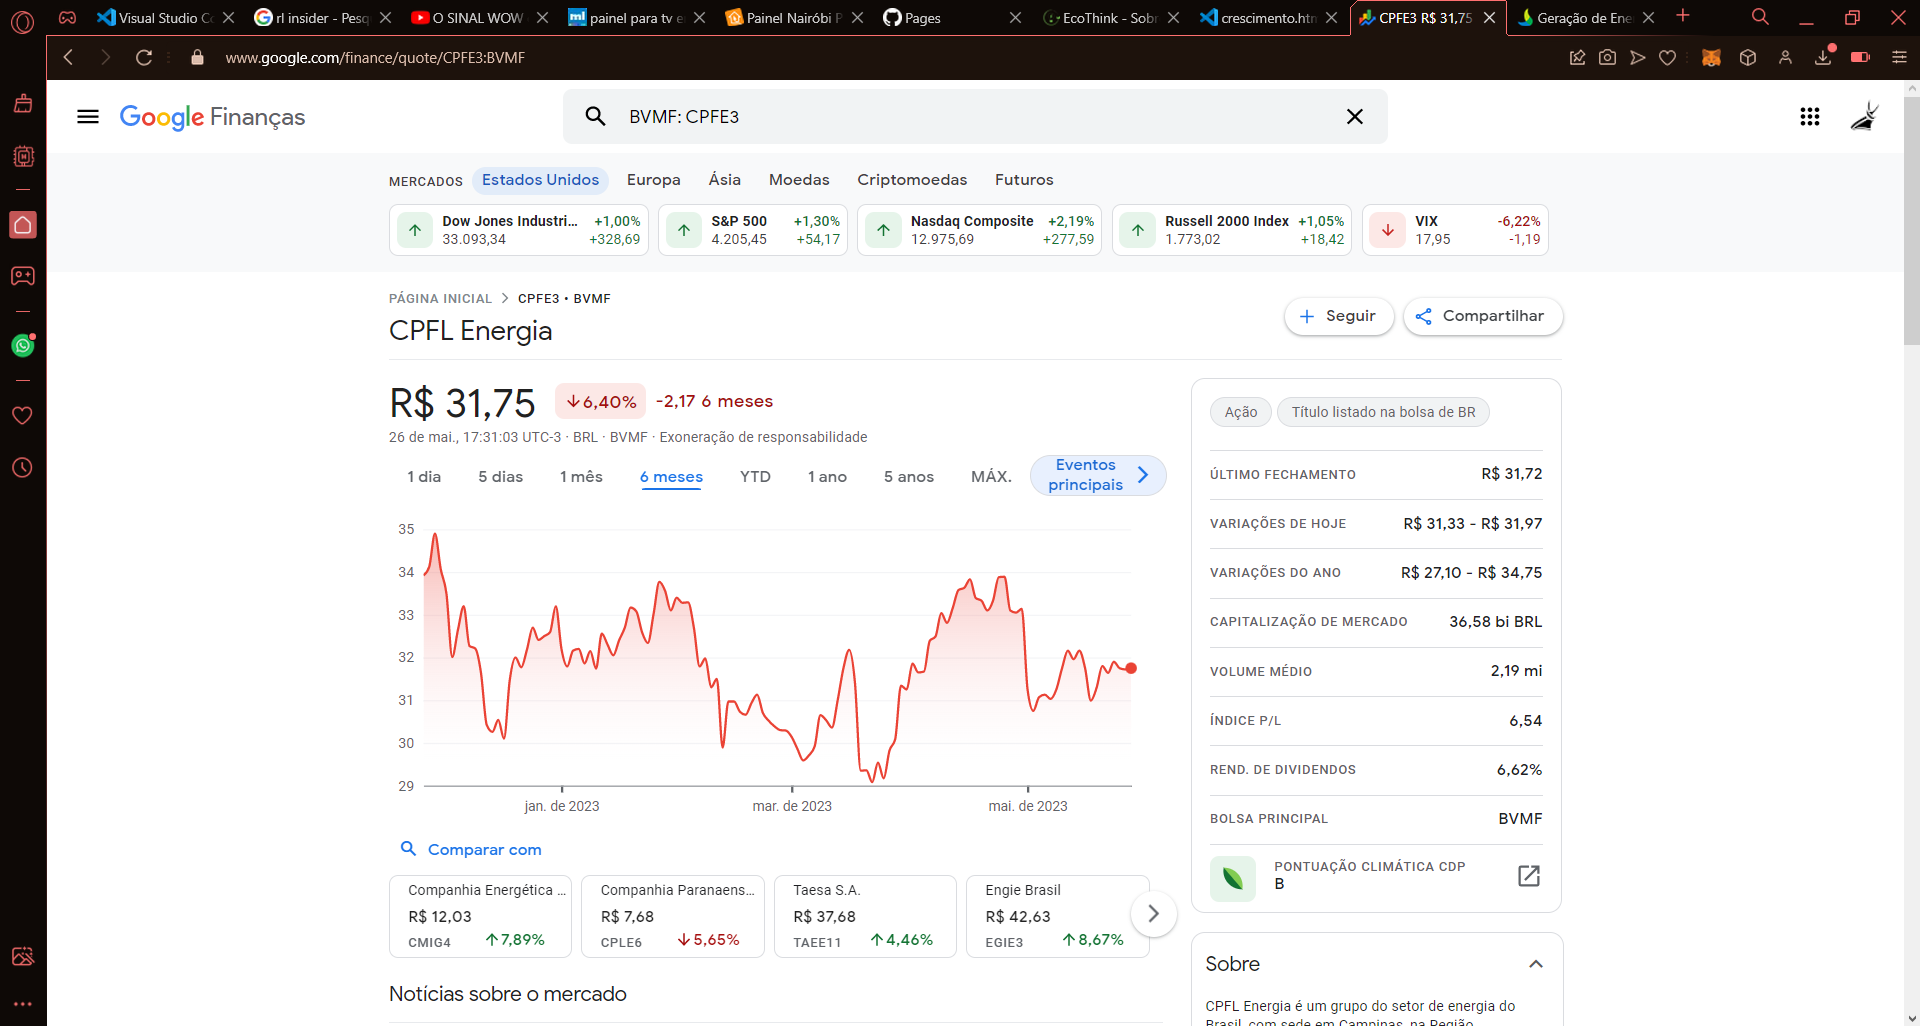 Visual Studio Co
rl insider - Pesq
O SINAL WOW
painel para tv e
Painel Nairóbi P
Pages
EcoThink - Sobr
crescimento.htm
CPFE3 R$ 31,75
Geração de Ene
www.google.com/finance/quote/CPFE3:BVMF
Google Finanças
BVMF: CPFE3
MERCADOS
Estados Unidos
Europa
Ásia
Moedas
Criptomoedas
Futuros
Dow Jones Industri... +1,00%
33.093,34 +328,69
S&P 500 +1,30%
4.205,45 +54,17
Nasdaq Composite +2,19%
12.975,69 +277,59
Russell 2000 Index +1,05%
1.773,02 +18,42
VIX -6,22%
17,95 -1,19
PÁGINA INICIAL > CPFE3 • BVMF
CPFL Energia
Seguir
Compartilhar
R$ 31,75 ↓6,40% -2,17 6 meses
26 de mai., 17:31:03 UTC-3 · BRL · BVMF · Exoneração de responsabilidade
1 dia
5 dias
1 mês
6 meses
YTD
1 ano
5 anos
MÁX.
Eventos
principais
35
34
33
32
31
30
29
jan. de 2023
mar. de 2023
mai. de 2023
Comparar com
Companhia Energética ...
R$ 12,03
CMIG4 ↑7,89%
Companhia Paranaens...
R$ 7,68
CPLE6 ↓5,65%
Taesa S.A.
R$ 37,68
TAEE11 ↑4,46%
Engie Brasil
R$ 42,63
EGIE3 ↑8,67%
Notícias sobre o mercado
Ação
Título listado na bolsa de BR
ÚLTIMO FECHAMENTO R$ 31,72
VARIAÇÕES DE HOJE R$ 31,33 - R$ 31,97
VARIAÇÕES DO ANO R$ 27,10 - R$ 34,75
CAPITALIZAÇÃO DE MERCADO 36,58 bi BRL
VOLUME MÉDIO 2,19 mi
ÍNDICE P/L 6,54
REND. DE DIVIDENDOS 6,62%
BOLSA PRINCIPAL BVMF
PONTUAÇÃO CLIMÁTICA CDP
B
Sobre
CPFL Energia é um grupo do setor de energia do
Brasil, com sede em Campinas, na Região